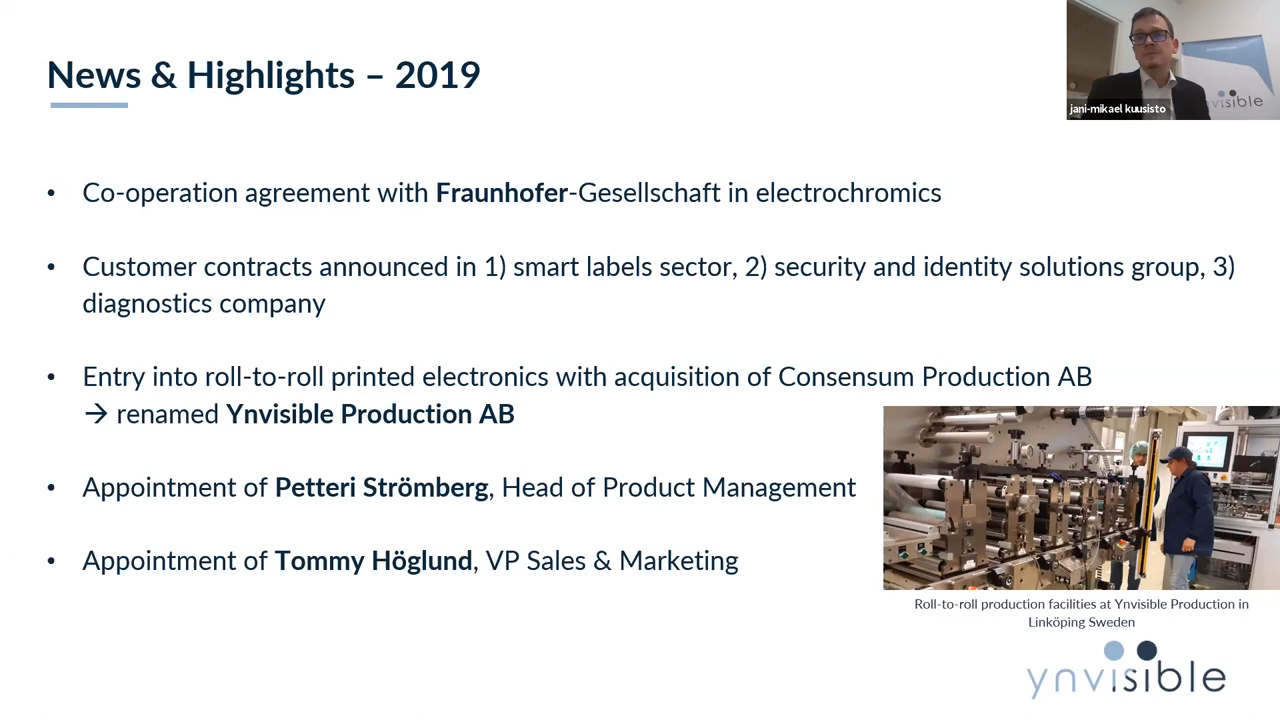 News & Highlights – 2019
jani-mikael kuusisto
visible
• Co-operation agreement with Fraunhofer-Gesellschaft in electrochromics
• Customer contracts announced in 1) smart labels sector, 2) security and identity solutions group, 3)
diagnostics company
• Entry into roll-to-roll printed electronics with acquisition of Consensum Production AB
→ renamed Ynvisible Production AB
• Appointment of Petteri Strömberg, Head of Product Management
• Appointment of Tommy Höglund, VP Sales & Marketing
Roll-to-roll production facilities at Ynvisible Production in
Linköping Sweden
ynvisible